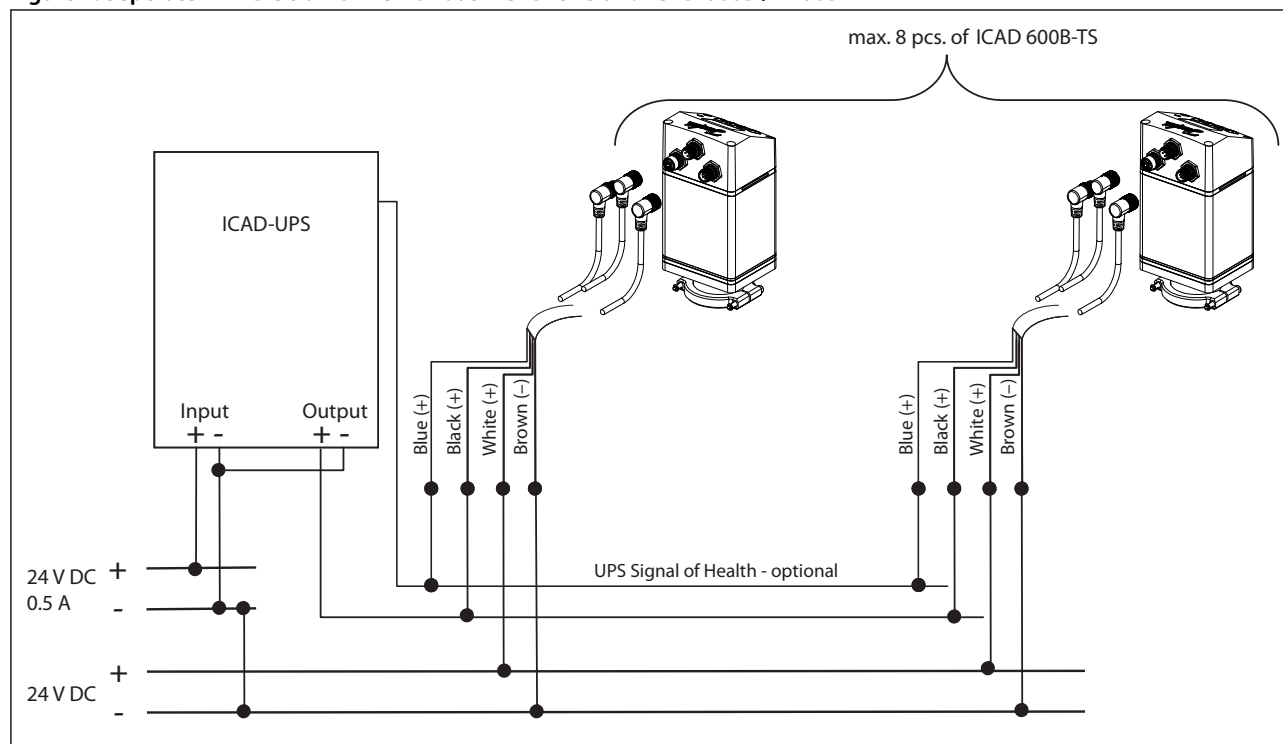 max. 8 pcs. of ICAD 600B-TS
ICAD-UPS
Input
Output
+ -
+ -
Blue (+)
Black (+)
White (+)
Brown (–)
Blue (+)
Black (+)
White (+)
Brown (–)
UPS Signal of Health - optional
24 V DC
0.5 A
+
-
24 V DC
+
-